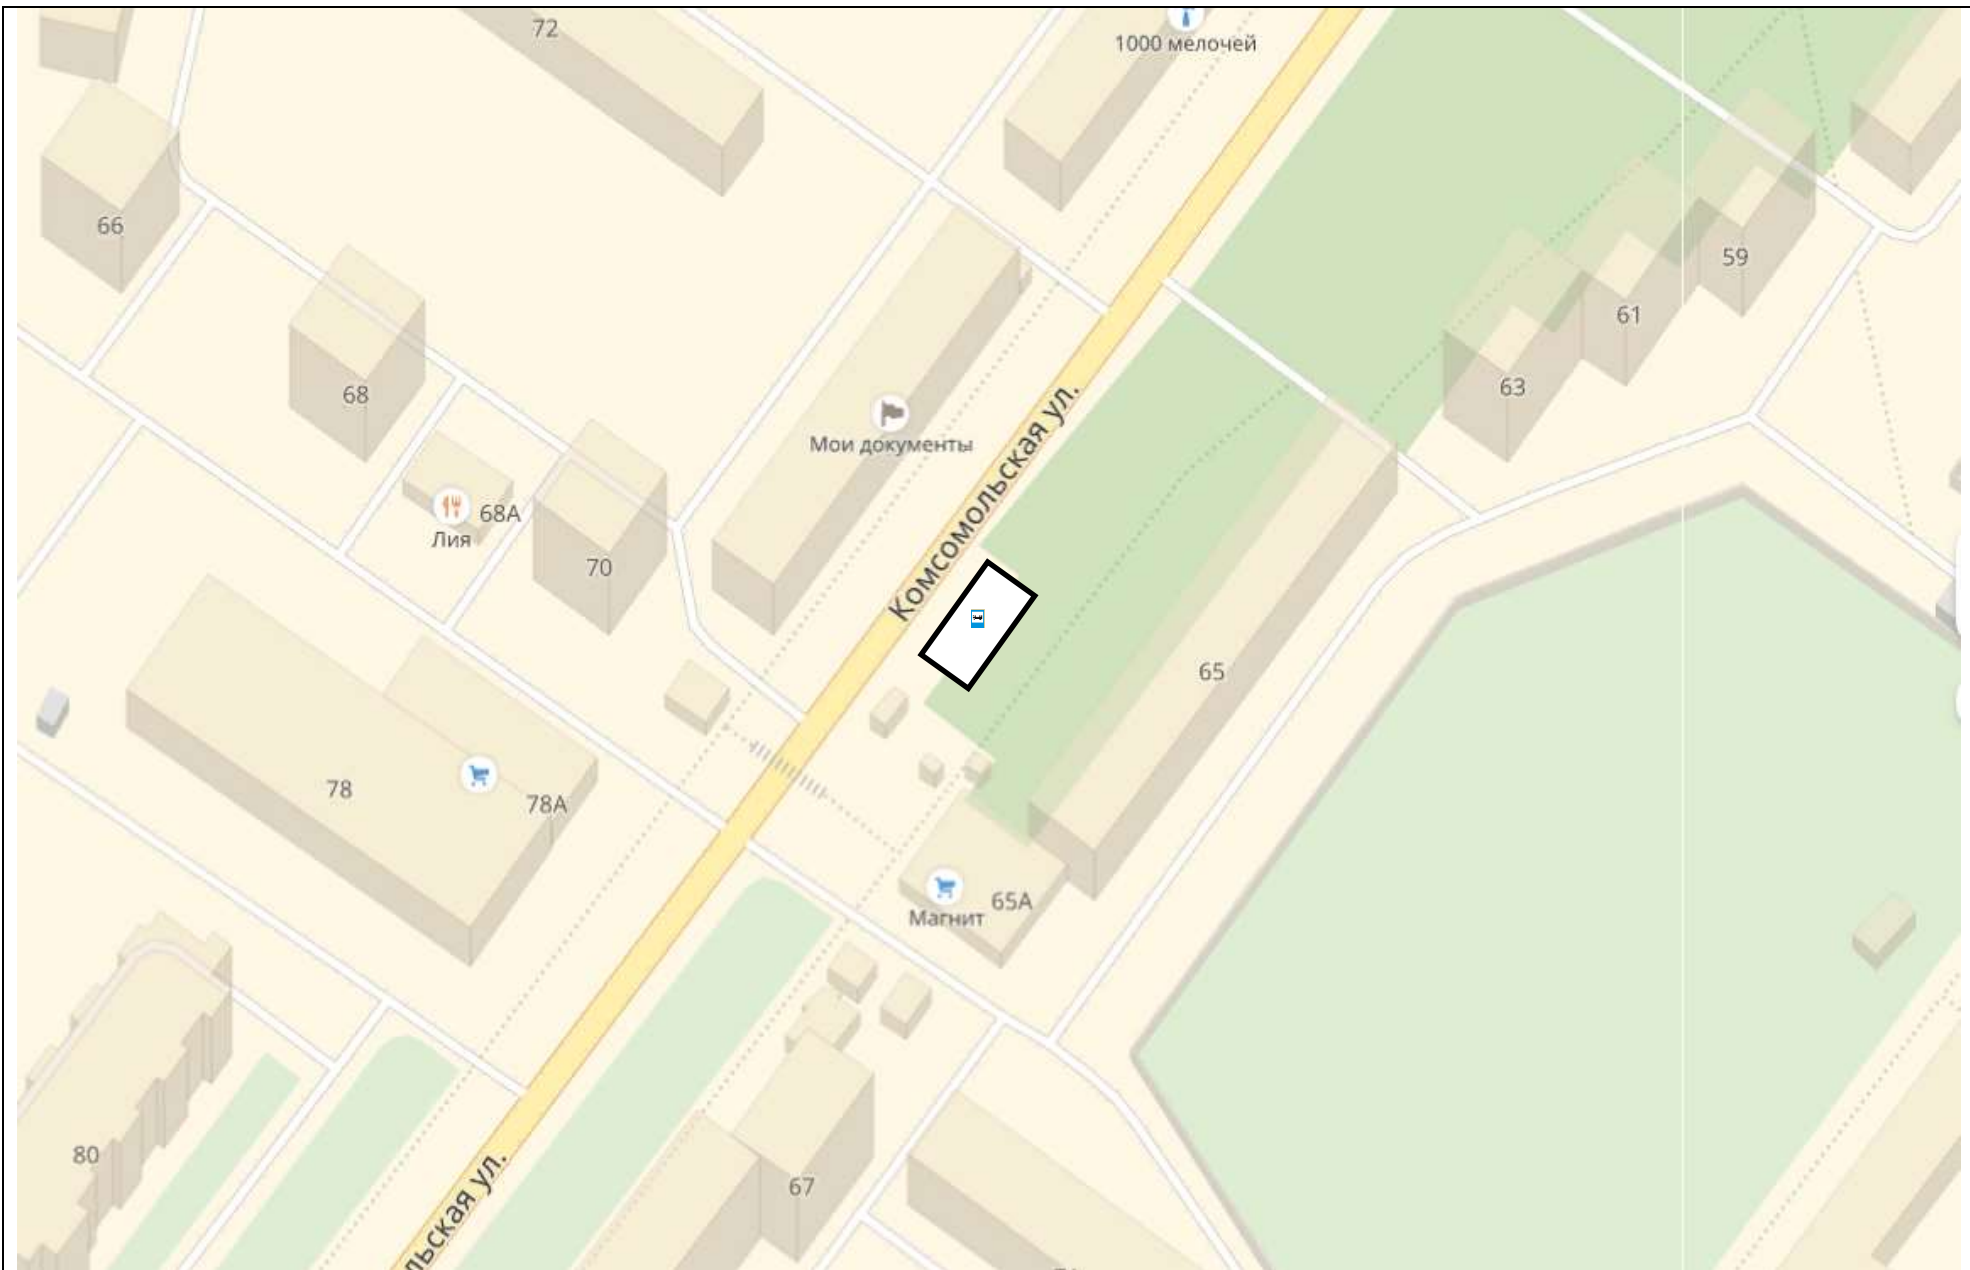 72
1000 мелочей
66
59
61
68
63
Мои документы
Комсомольская ул.
68А
Лия
70
65
78
78А
65А
Магнит
80
льская ул.
67